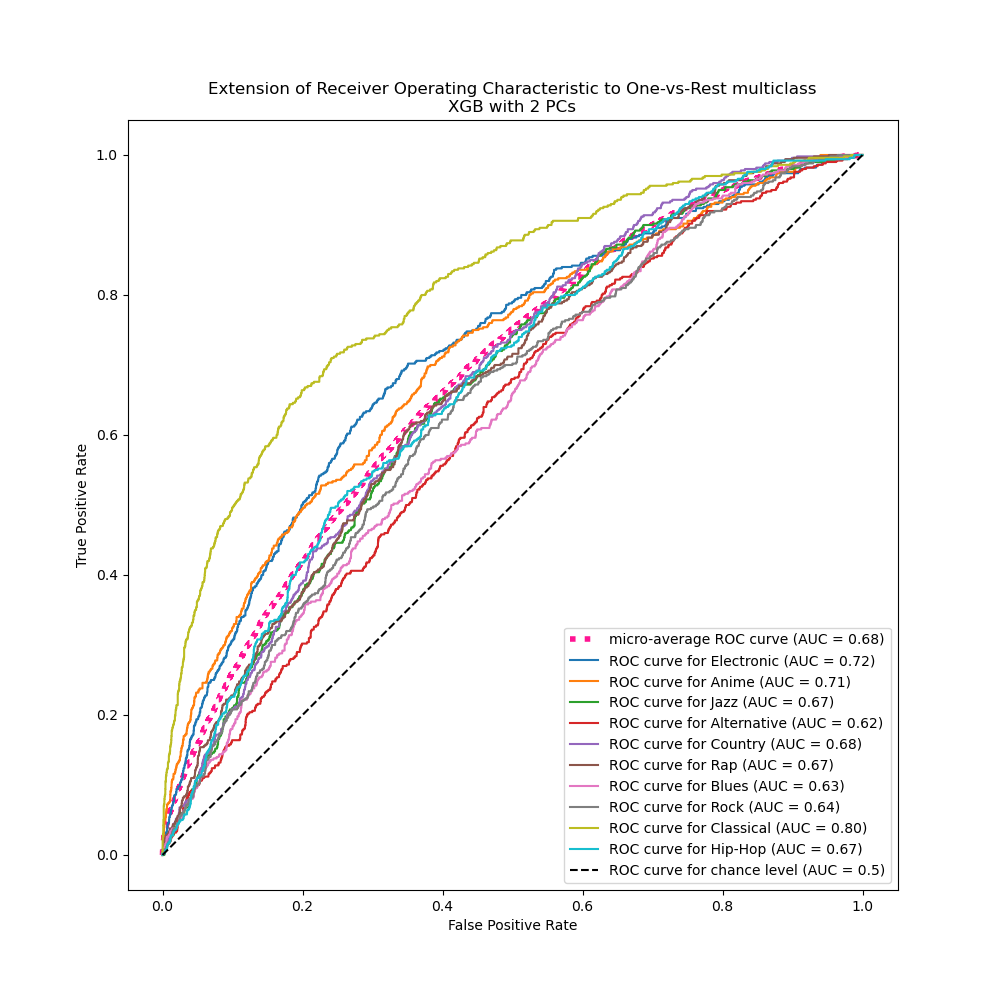 Extension of Receiver Operating Characteristic to One-vs-Rest multiclass
XGB with 2 PCs
1.0
0.8
0.6
0.4
0.2
0.0
True Positive Rate
micro-average ROC curve (AUC = 0.68)
ROC curve for Electronic (AUC = 0.72)
ROC curve for Anime (AUC = 0.71)
ROC curve for Jazz (AUC = 0.67)
ROC curve for Alternative (AUC = 0.62)
ROC curve for Country (AUC = 0.68)
ROC curve for Rap (AUC = 0.67)
ROC curve for Blues (AUC = 0.63)
ROC curve for Rock (AUC = 0.64)
ROC curve for Classical (AUC = 0.80)
ROC curve for Hip-Hop (AUC = 0.67)
ROC curve for chance level (AUC = 0.5)
0.0 0.2 0.4 0.6 0.8 1.0
False Positive Rate